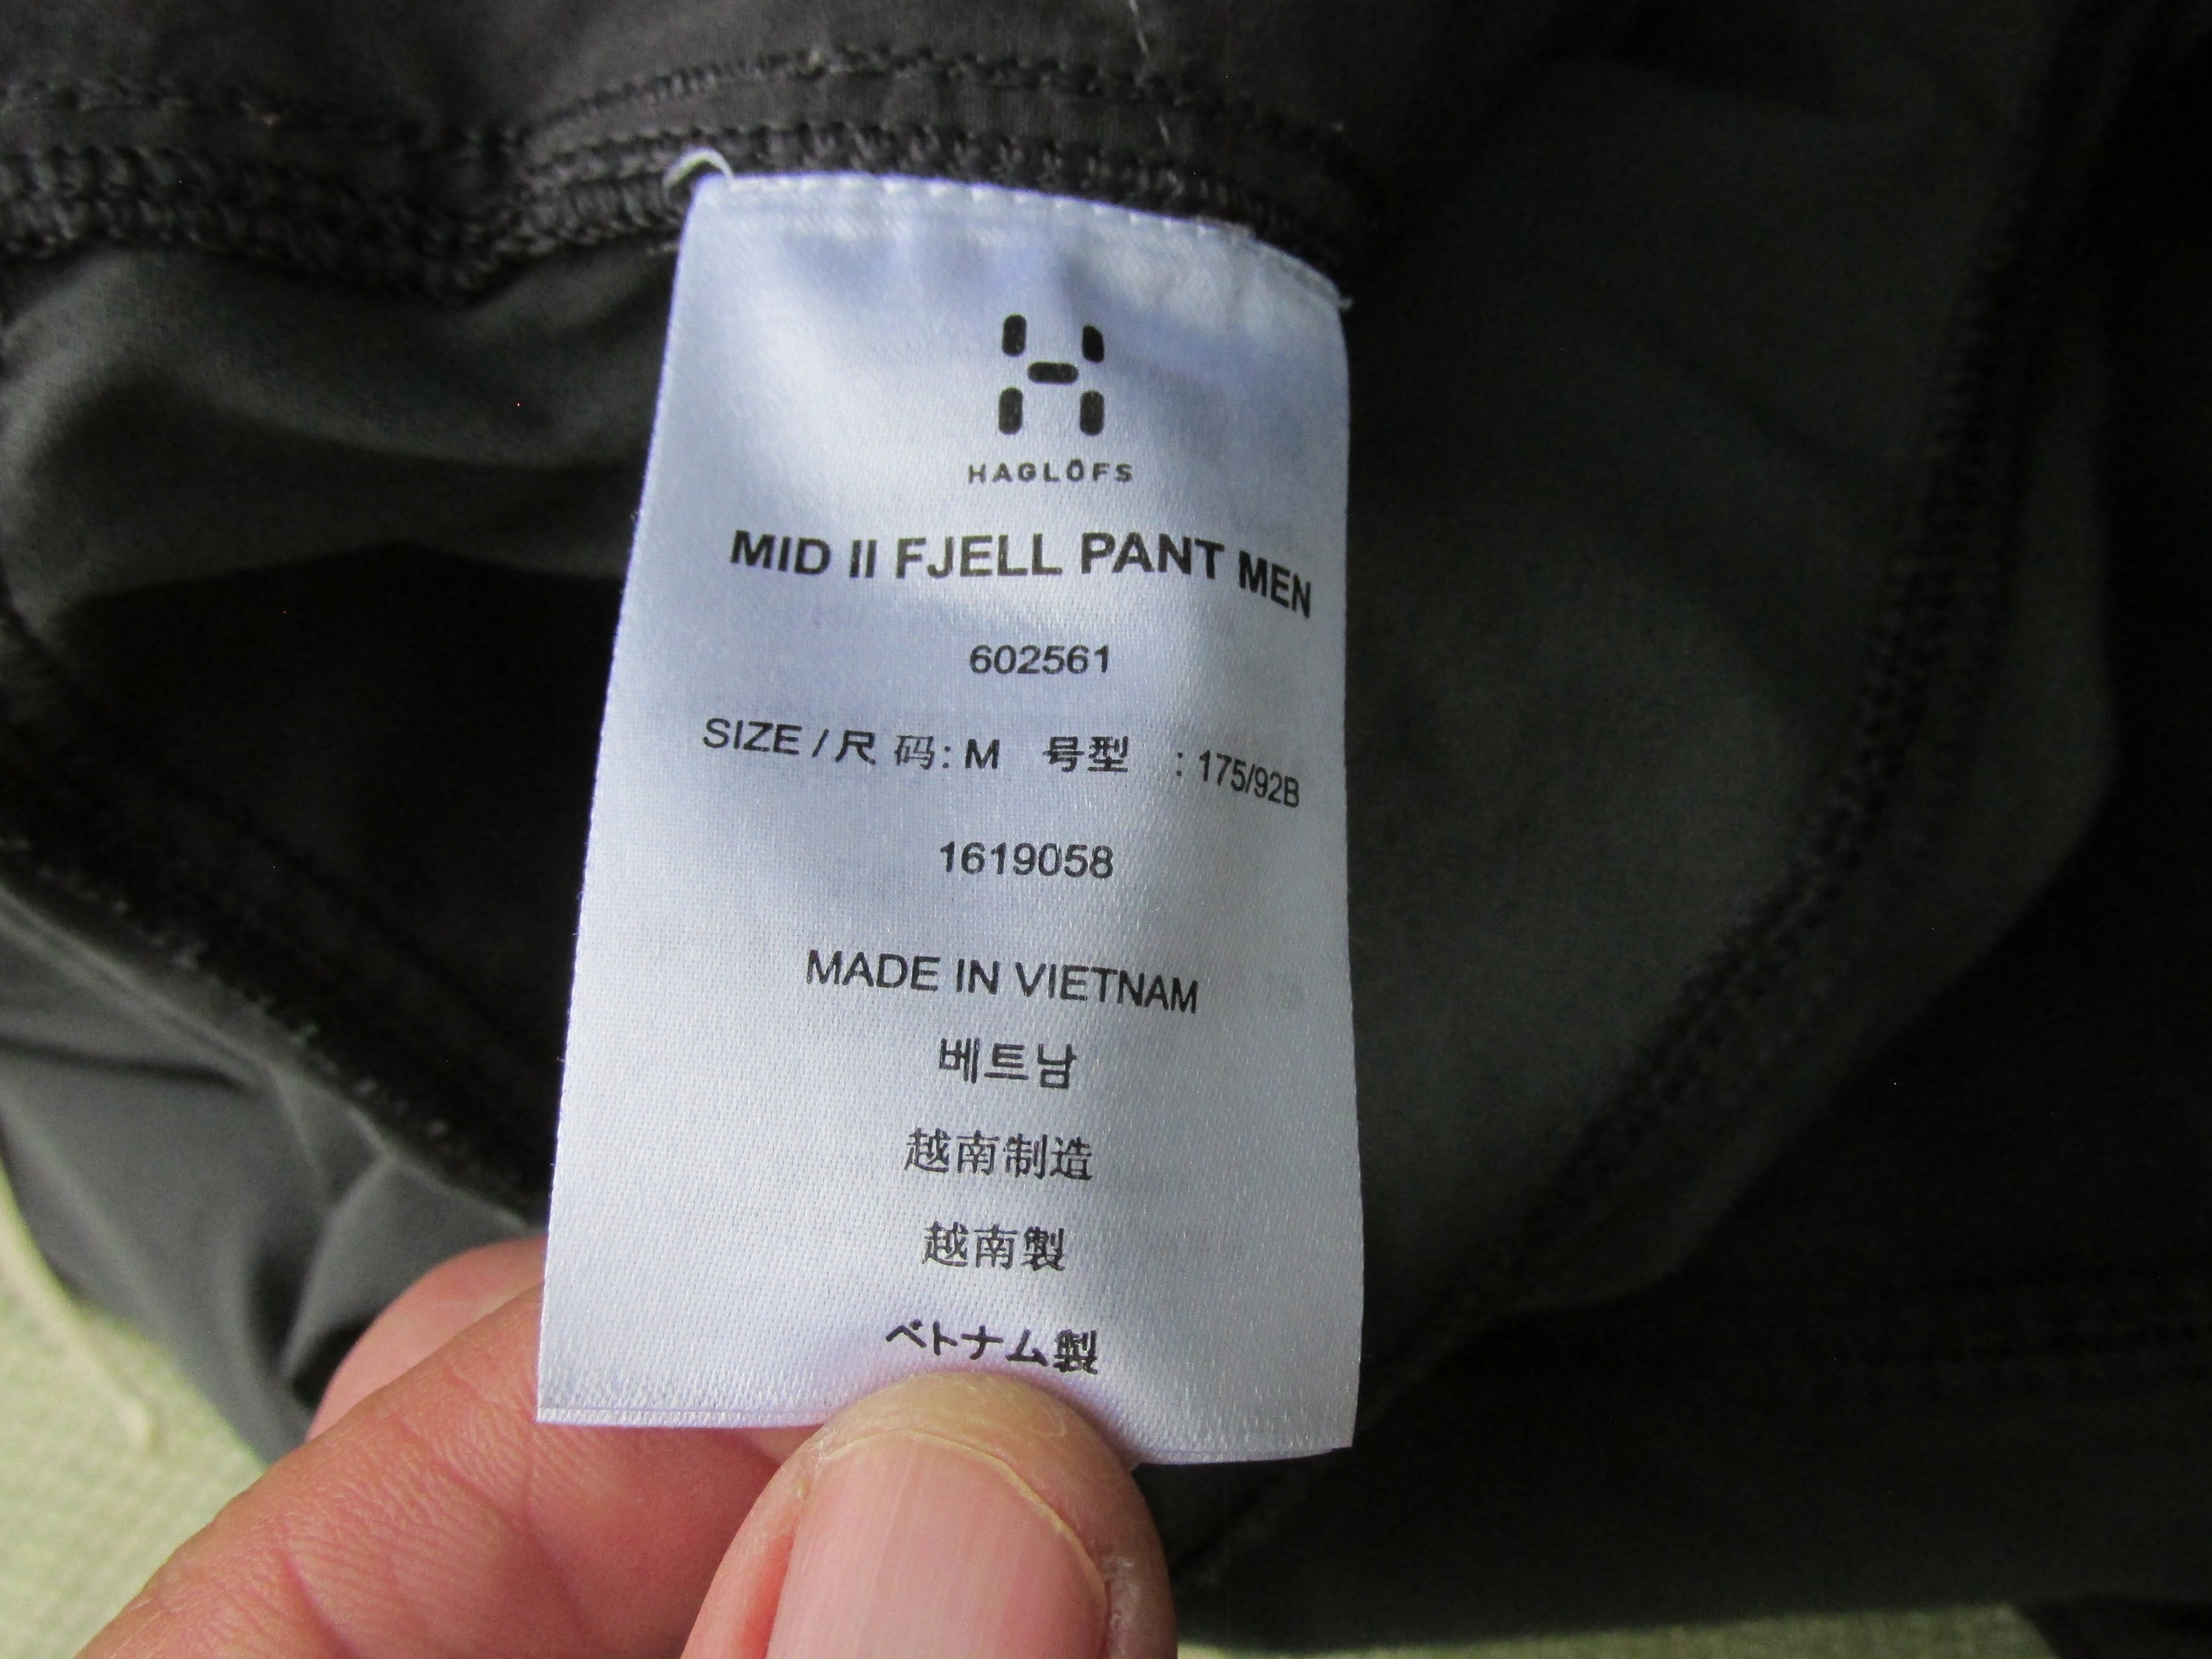 HAGLÖFS
MID II FJELL PANT MEN
602561
SIZE / 尺 码: M 号型 : 175/92B
1619058
MADE IN VIETNAM
베트남
越南制造
越南製
ベトナム製